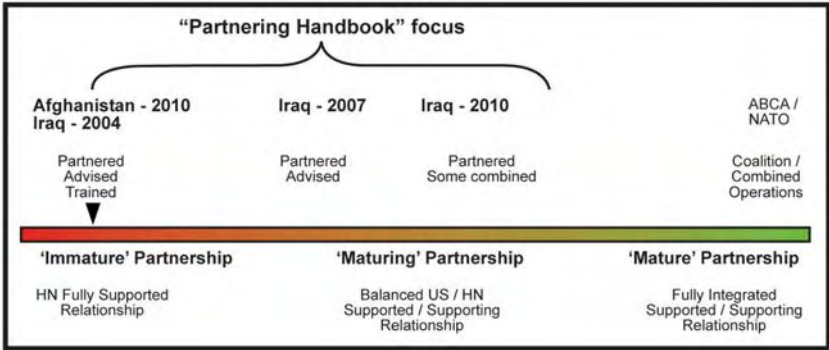 “Partnering Handbook” focus
Afghanistan - 2010
Iraq - 2004
Iraq - 2007
Iraq - 2010
ABCA /
NATO
Partnered
Advised
Trained
Partnered
Advised
Partnered
Some combined
Coalition /
Combined
Operations
‘Immature’ Partnership
‘Maturing’ Partnership
‘Mature’ Partnership
HN Fully Supported
Relationship
Balanced US / HN
Supported / Supporting
Relationship
Fully Integrated
Supported / Supporting
Relationship